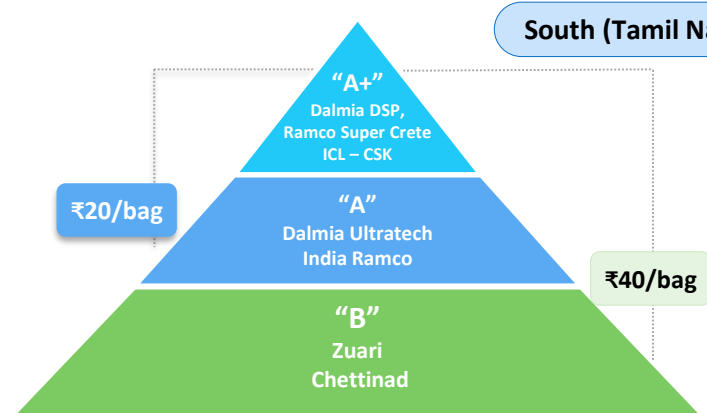 South (Tamil Na
“A+”
Dalmia DSP,
Ramco Super Crete
ICL – CSK
₹20/bag
“A”
Dalmia Ultratech
India Ramco
₹40/bag
“B”
Zuari
Chettinad